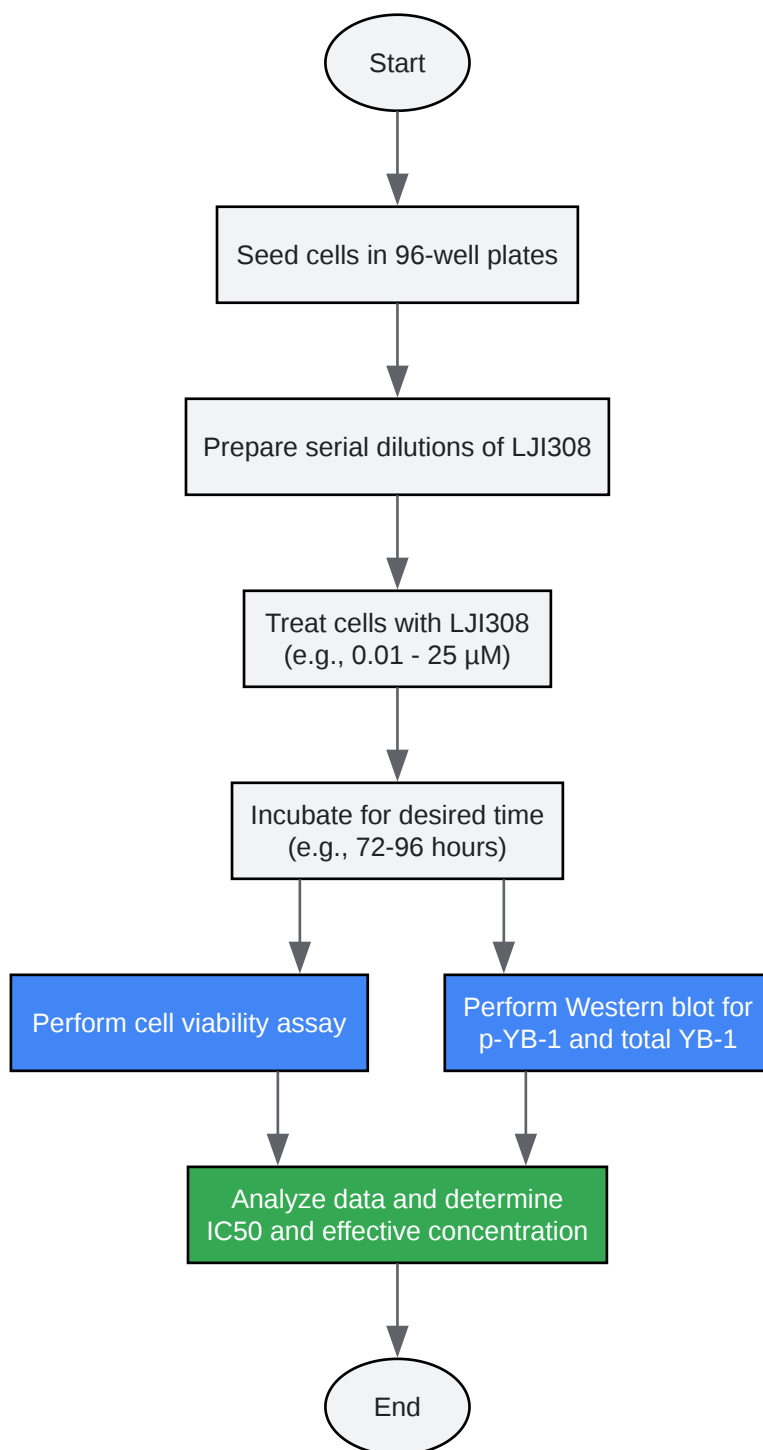 Start
Seed cells in 96-well plates
Prepare serial dilutions of LJI308
Treat cells with LJI308
(e.g., 0.01 - 25 µM)
Incubate for desired time
(e.g., 72-96 hours)
Perform cell viability assay
Perform Western blot for
p-YB-1 and total YB-1
Analyze data and determine
IC50 and effective concentration
End